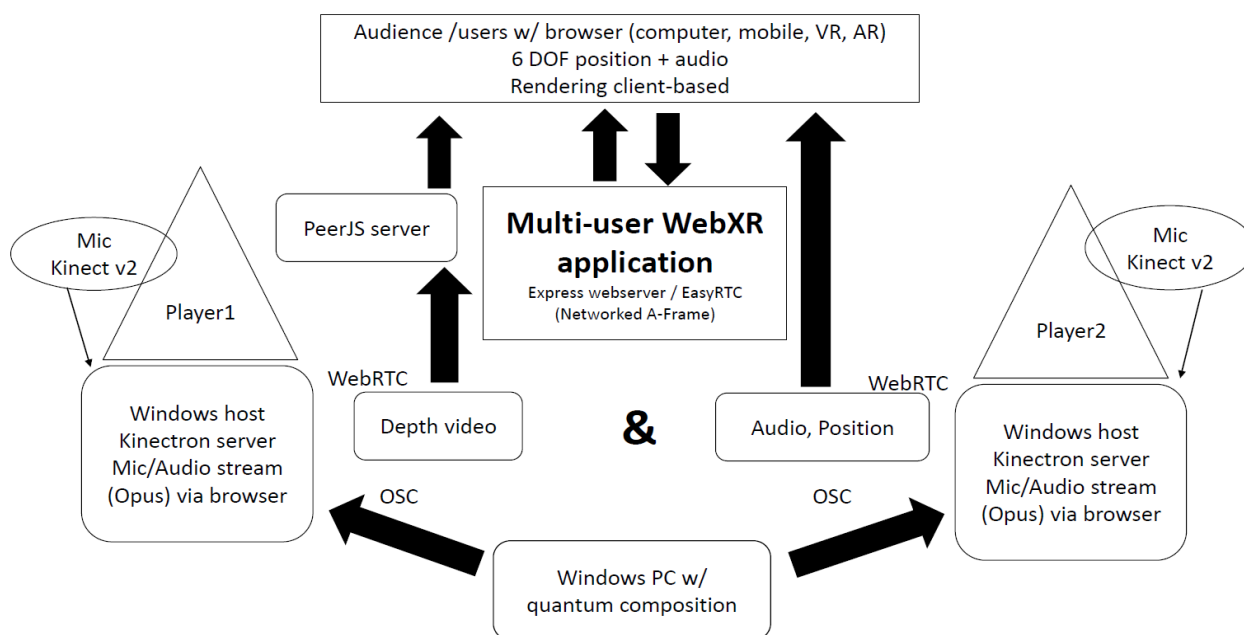 Audience /users w/ browser (computer, mobile, VR, AR)
6 DOF position + audio
Rendering client-based
PeerJS server
Multi-user WebXR
application
Express webserver / EasyRTC
(Networked A-Frame)
Mic
Kinect v2
Player1
Mic
Kinect v2
Player2
WebRTC
WebRTC
Windows host
Kinectron server
Mic/Audio stream
(Opus) via browser
Depth video
&
Audio, Position
Windows host
Kinectron server
Mic/Audio stream
(Opus) via browser
OSC
OSC
Windows PC w/
quantum composition